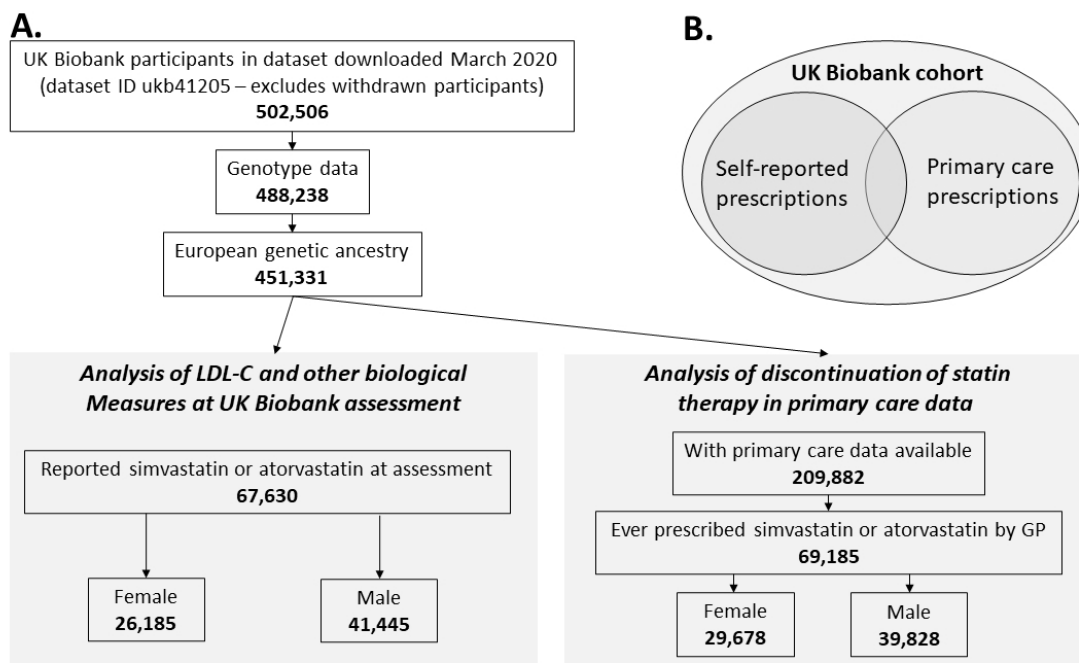 A.
UK Biobank participants in dataset downloaded March 2020
(dataset ID ukb41205 – excludes withdrawn participants)
502,506
Genotype data
488,238
European genetic ancestry
451,331
Analysis of LDL-C and other biological
Measures at UK Biobank assessment
Reported simvastatin or atorvastatin at assessment
67,630
Female
26,185
Male
41,445
B.
UK Biobank cohort
Self-reported
prescriptions
Primary care
prescriptions
Analysis of discontinuation of statin
therapy in primary care data
With primary care data available
209,882
Ever prescribed simvastatin or atorvastatin by GP
69,185
Female
29,678
Male
39,828